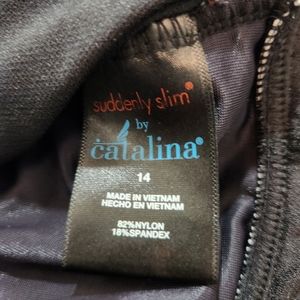 suddenly slim®
by
catalina®
14
MADE IN VIETNAM
HECHO EN VIETNAM
82%NYLON
18%SPANDEX